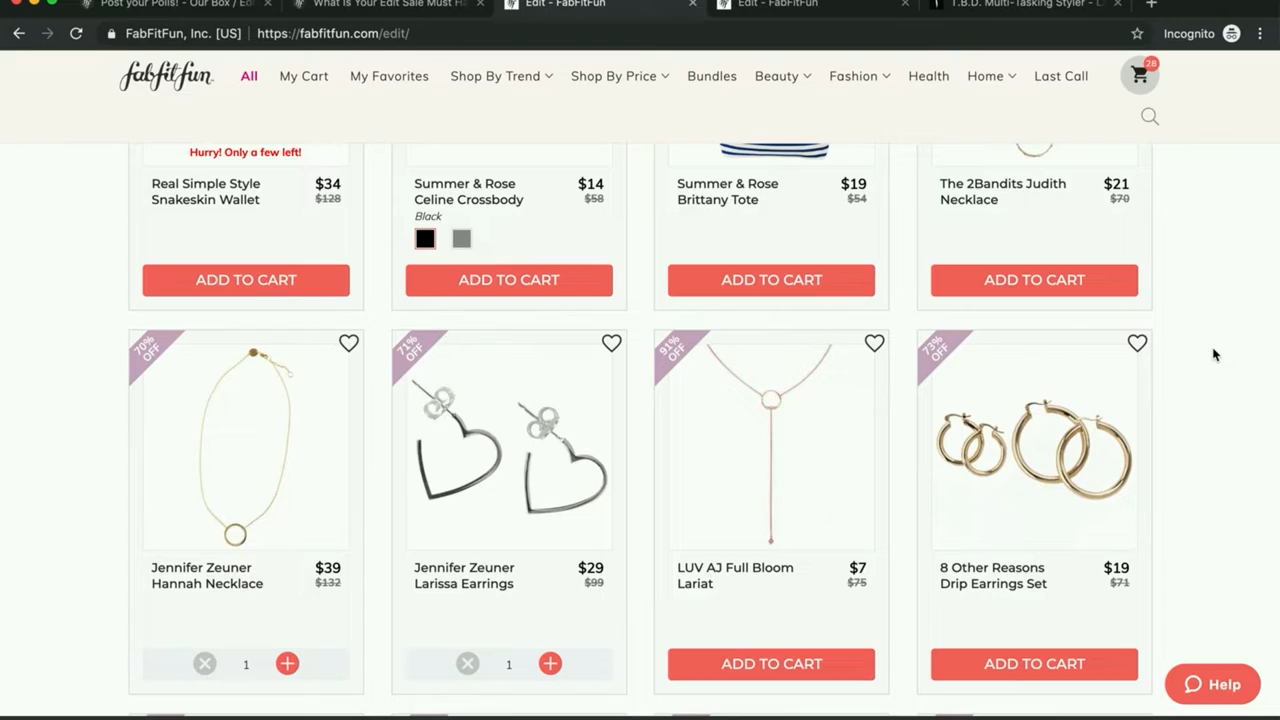 Post your Polls! - Our Box / Ed
What Is Your Edit Sale Must H
Edit - FabFitFun
Edit - FabFitFun
T.B.D. Multi-Tasking Styler - L
FabFitFun, Inc. [US]
https://fabfitfun.com/edit/
Incognito
fabfitfun
All
My Cart
My Favorites
Shop By Trend
Shop By Price
Bundles
Beauty
Fashion
Health
Home
Last Call
28
Hurry! Only a few left!
Real Simple Style
Snakeskin Wallet
$34
$128
ADD TO CART
Summer & Rose
Celine Crossbody
Black
$14
$58
ADD TO CART
Summer & Rose
Brittany Tote
$19
$54
ADD TO CART
The 2Bandits Judith
Necklace
$21
$70
ADD TO CART
70%
OFF
Jennifer Zeuner
Hannah Necklace
$39
$132
1
71%
OFF
Jennifer Zeuner
Larissa Earrings
$29
$99
1
91%
OFF
LUV AJ Full Bloom
Lariat
$7
$75
ADD TO CART
73%
OFF
8 Other Reasons
Drip Earrings Set
$19
$71
ADD TO CART
Help